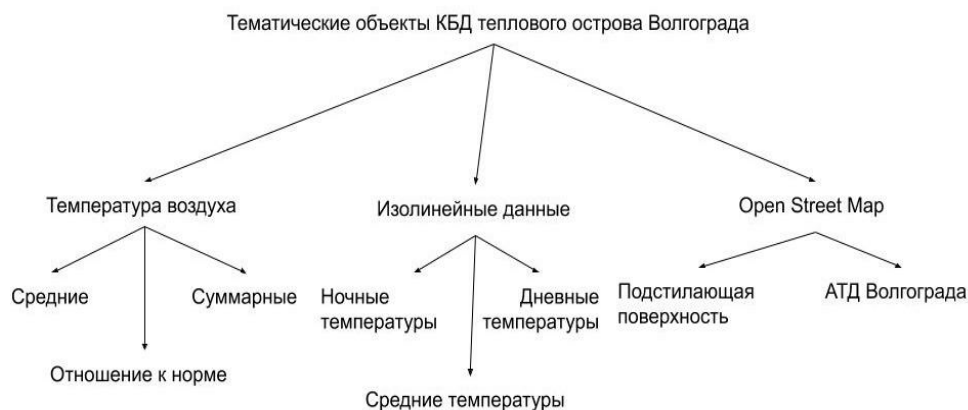 Тематические объекты КБД теплового острова Волгограда
Температура воздуха
Изолинейные данные
Open Street Map
Средние
Суммарные
Отношение к норме
Ночные
температуры
Дневные
температуры
Средние температуры
Подстилающая
поверхность
АТД Волгограда